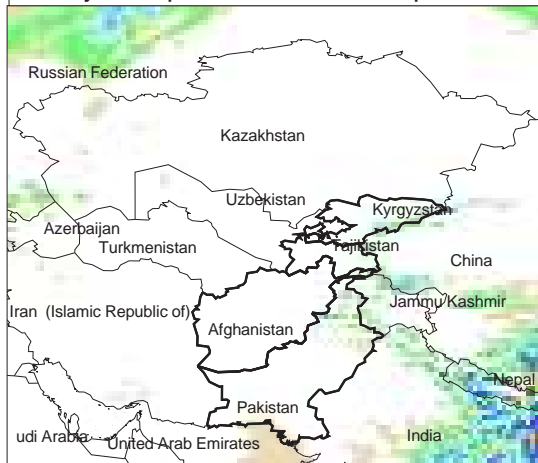 Russian Federation
Kazakhstan
Uzbekistan
Kyrgyzstan
Azerbaijan
Turkmenistan
Tajikistan
China
Iran (Islamic Republic of)
Jammu Kashmir
Afghanistan
Nepal
Pakistan
udi Arabia
United Arab Emirates
India